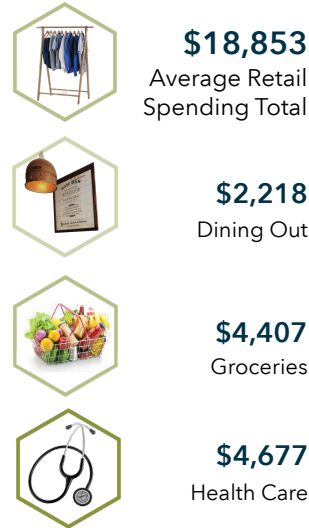 $18,853
Average Retail
Spending Total
$2,218
Dining Out
$4,407
Groceries
$4,677
Health Care